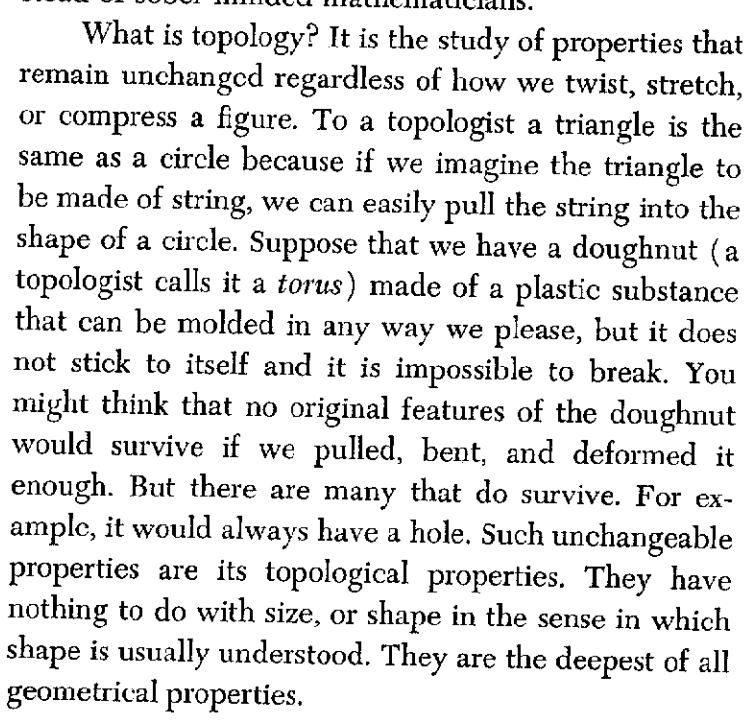 stead of sober minded mathematicians.
What is topology? It is the study of properties that
remain unchanged regardless of how we twist, stretch,
or compress a figure. To a topologist a triangle is the
same as a circle because if we imagine the triangle to
be made of string, we can easily pull the string into the
shape of a circle. Suppose that we have a doughnut (a
topologist calls it a torus) made of a plastic substance
that can be molded in any way we please, but it does
not stick to itself and it is impossible to break. You
might think that no original features of the doughnut
would survive if we pulled, bent, and deformed it
enough. But there are many that do survive. For ex-
ample, it would always have a hole. Such unchangeable
properties are its topological properties. They have
nothing to do with size, or shape in the sense in which
shape is usually understood. They are the deepest of all
geometrical properties.